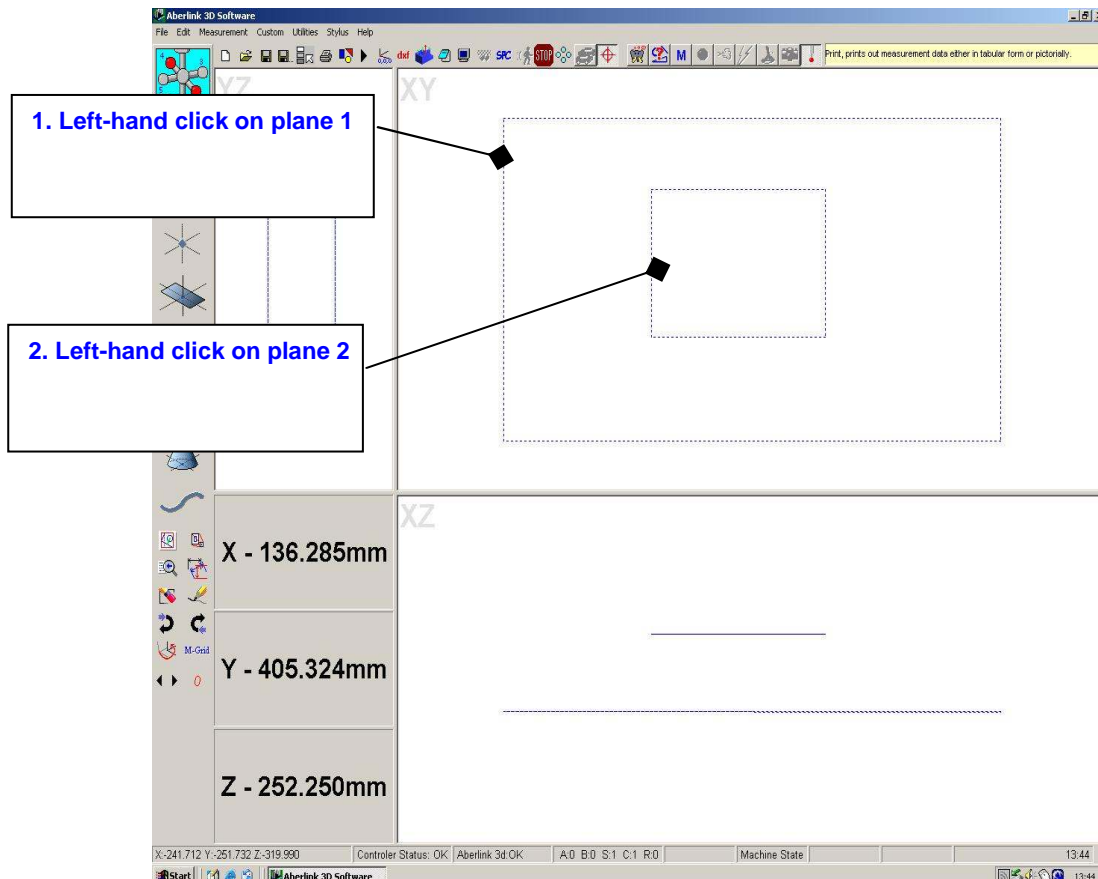 Aberlink 3D Software
File Edit Measurement Custom Utilities Stylus Help
dxf SPC STOP M Print, prints out measurement data either in tabular form or pictorially.
YZ
XY
1. Left-hand click on plane 1
2. Left-hand click on plane 2
XZ
X - 136.285mm
M-Grid
0
Y - 405.324mm
Z - 252.250mm
X:-241.712 Y:-251.732 Z:-319.990 Controler Status: OK Aberlink 3d:OK A:0 B:0 S:1 C:1 R:0 Machine State 13:44
Start Aberlink 3D Software 13:44